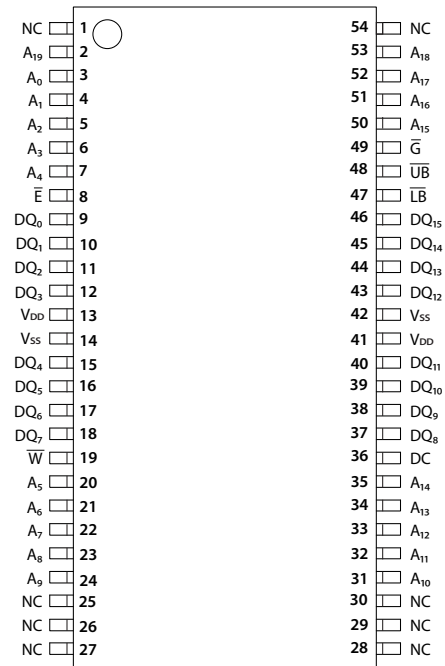 NC 1 54 NC
A₁₉ 2 53 A₁₈
A₀ 3 52 A₁₇
A₁ 4 51 A₁₆
A₂ 5 50 A₁₅
A₃ 6 49 G̅
A₄ 7 48 U̅B̅
E̅ 8 47 L̅B̅
DQ₀ 9 46 DQ₁₅
DQ₁ 10 45 DQ₁₄
DQ₂ 11 44 DQ₁₃
DQ₃ 12 43 DQ₁₂
VDD 13 42 VSS
VSS 14 41 VDD
DQ₄ 15 40 DQ₁₁
DQ₅ 16 39 DQ₁₀
DQ₆ 17 38 DQ₉
DQ₇ 18 37 DQ₈
W̅ 19 36 DC
A₅ 20 35 A₁₄
A₆ 21 34 A₁₃
A₇ 22 33 A₁₂
A₈ 23 32 A₁₁
A₉ 24 31 A₁₀
NC 25 30 NC
NC 26 29 NC
NC 27 28 NC